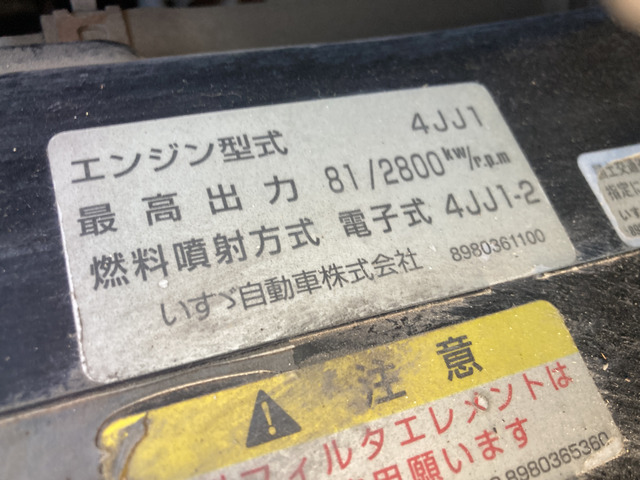 エンジン型式 4JJ1
最高出力 81/2800kw/r.p.m
燃料噴射方式 電子式 4JJ1-2
いすゞ自動車株式会社 8980361100
注意
フィルタエレメントは
用願います
8980365360